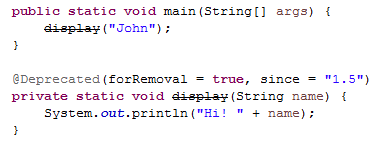 public static void main(String[] args) {
    display("John");
}

@Deprecated(forRemoval = true, since = "1.5")
private static void display(String name) {
    System.out.println("Hi! " + name);
}